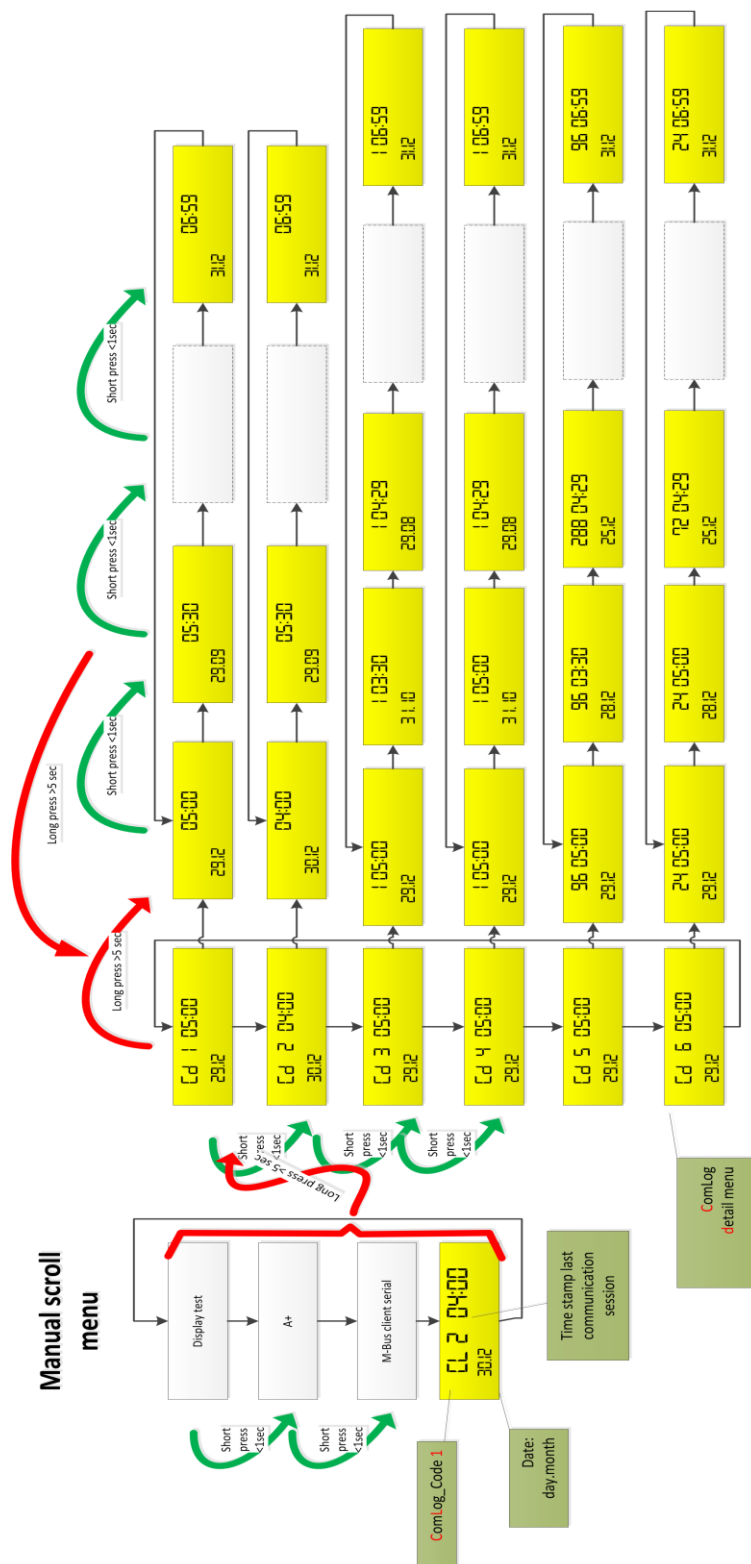 Manual scroll
menu
Display test
A+
M-Bus client serial
CL 2 04:00
30.12
Short
press
<1sec
Short
press
<1sec
ComLog_Code 1
Date:
day.month
Time stamp last
communication
session
Long press >5 sec
Short
press
<1sec
Short
press
<1sec
Short
press
<1sec
ComLog
detail menu
Long press >5 sec
Long press >5 sec
Short press <1sec
Short press <1sec
Short press <1sec
Cd 1 05:00
29.12
05:00
29.12
05:30
29.09
06:59
31.12
Cd 2 04:00
30.12
04:00
30.12
05:30
29.09
06:59
31.12
Cd 3 05:00
29.12
1 05:00
29.12
1 03:30
31.10
1 04:29
29.08
1 06:59
31.12
Cd 4 05:00
29.12
1 05:00
29.12
1 05:00
31.10
1 04:29
29.08
1 06:59
31.12
Cd 5 05:00
29.12
96 05:00
29.12
96 03:30
28.12
288 04:29
25.12
96 06:59
31.12
Cd 6 05:00
29.12
24 05:00
29.12
24 05:00
28.12
72 04:29
25.12
24 06:59
31.12